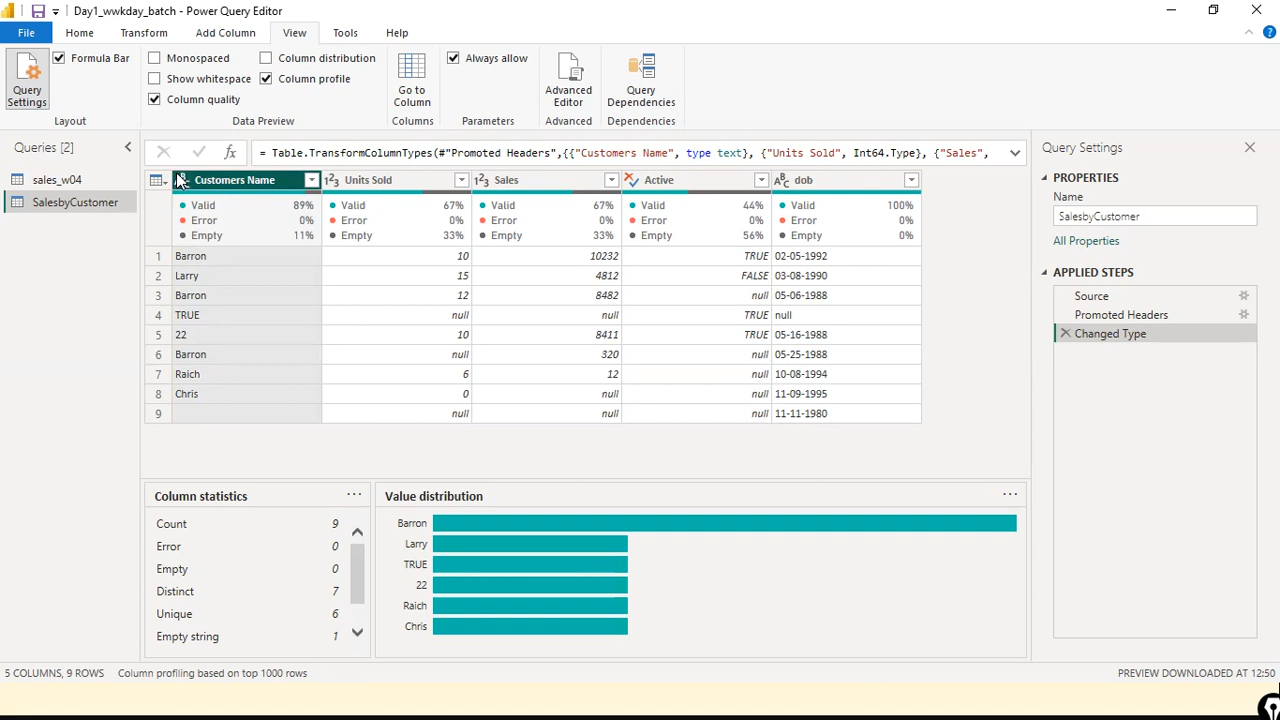 Day1_wwkday_batch - Power Query Editor
File Home Transform Add Column View Tools Help
Query Settings
Formula Bar
Layout
Monospaced
Show whitespace
Column quality
Column distribution
Column profile
Data Preview
Go to Column
Columns
Always allow
Parameters
Advanced Editor
Advanced
Query Dependencies
Dependencies
Queries [2]
sales_w04
SalesbyCustomer
fx = Table.TransformColumnTypes(#"Promoted Headers",{{"Customers Name", type text}, {"Units Sold", Int64.Type}, {"Sales",
Customers Name 123 Units Sold 123 Sales Active ABC dob
Valid 89% Valid 67% Valid 67% Valid 44% Valid 100%
Error 0% Error 0% Error 0% Error 0% Error 0%
Empty 11% Empty 33% Empty 33% Empty 56% Empty 0%
1 Barron 10 10232 TRUE 02-05-1992
2 Larry 15 4812 FALSE 03-08-1990
3 Barron 12 8482 null 05-06-1988
4 TRUE null null TRUE null
5 22 10 8411 TRUE 05-16-1988
6 Barron null 320 null 05-25-1988
7 Raich 6 12 null 10-08-1994
8 Chris 0 null null 11-09-1995
9 null null null 11-11-1980
Column statistics
Count 9
Error 0
Empty 0
Distinct 7
Unique 6
Empty string 1
Value distribution
Barron
Larry
TRUE
22
Raich
Chris
Query Settings
PROPERTIES
Name
SalesbyCustomer
All Properties
APPLIED STEPS
Source
Promoted Headers
Changed Type
5 COLUMNS, 9 ROWS Column profiling based on top 1000 rows PREVIEW DOWNLOADED AT 12:50